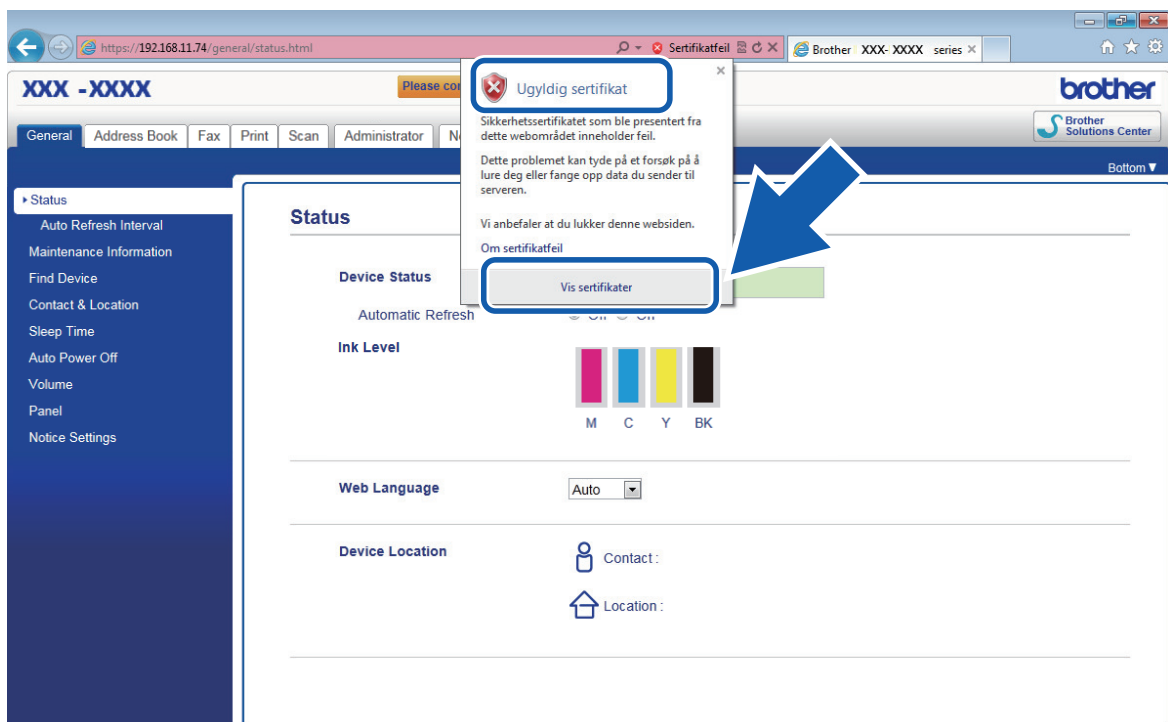 https://192.168.11.74/general/status.html
Sertifikatfeil
Brother XXX- XXXX series
XXX -XXXX
Please
brother
Ugyldig sertifikat
Sikkerhetssertifikatet som ble presentert fra
dette webområdet inneholder feil.
Dette problemet kan tyde på et forsøk på å
lure deg eller fange opp data du sender til
serveren.
Vi anbefaler at du lukker denne websiden.
Om sertifikatfeil
Vis sertifikater
General Address Book Fax Print Scan Administrator
Brother
Solutions Center
Bottom
Status
Auto Refresh Interval
Maintenance Information
Find Device
Contact & Location
Sleep Time
Auto Power Off
Volume
Panel
Notice Settings
Status
Device Status
Automatic Refresh
Ink Level
M C Y BK
Web Language
Auto
Device Location
Contact :
Location :